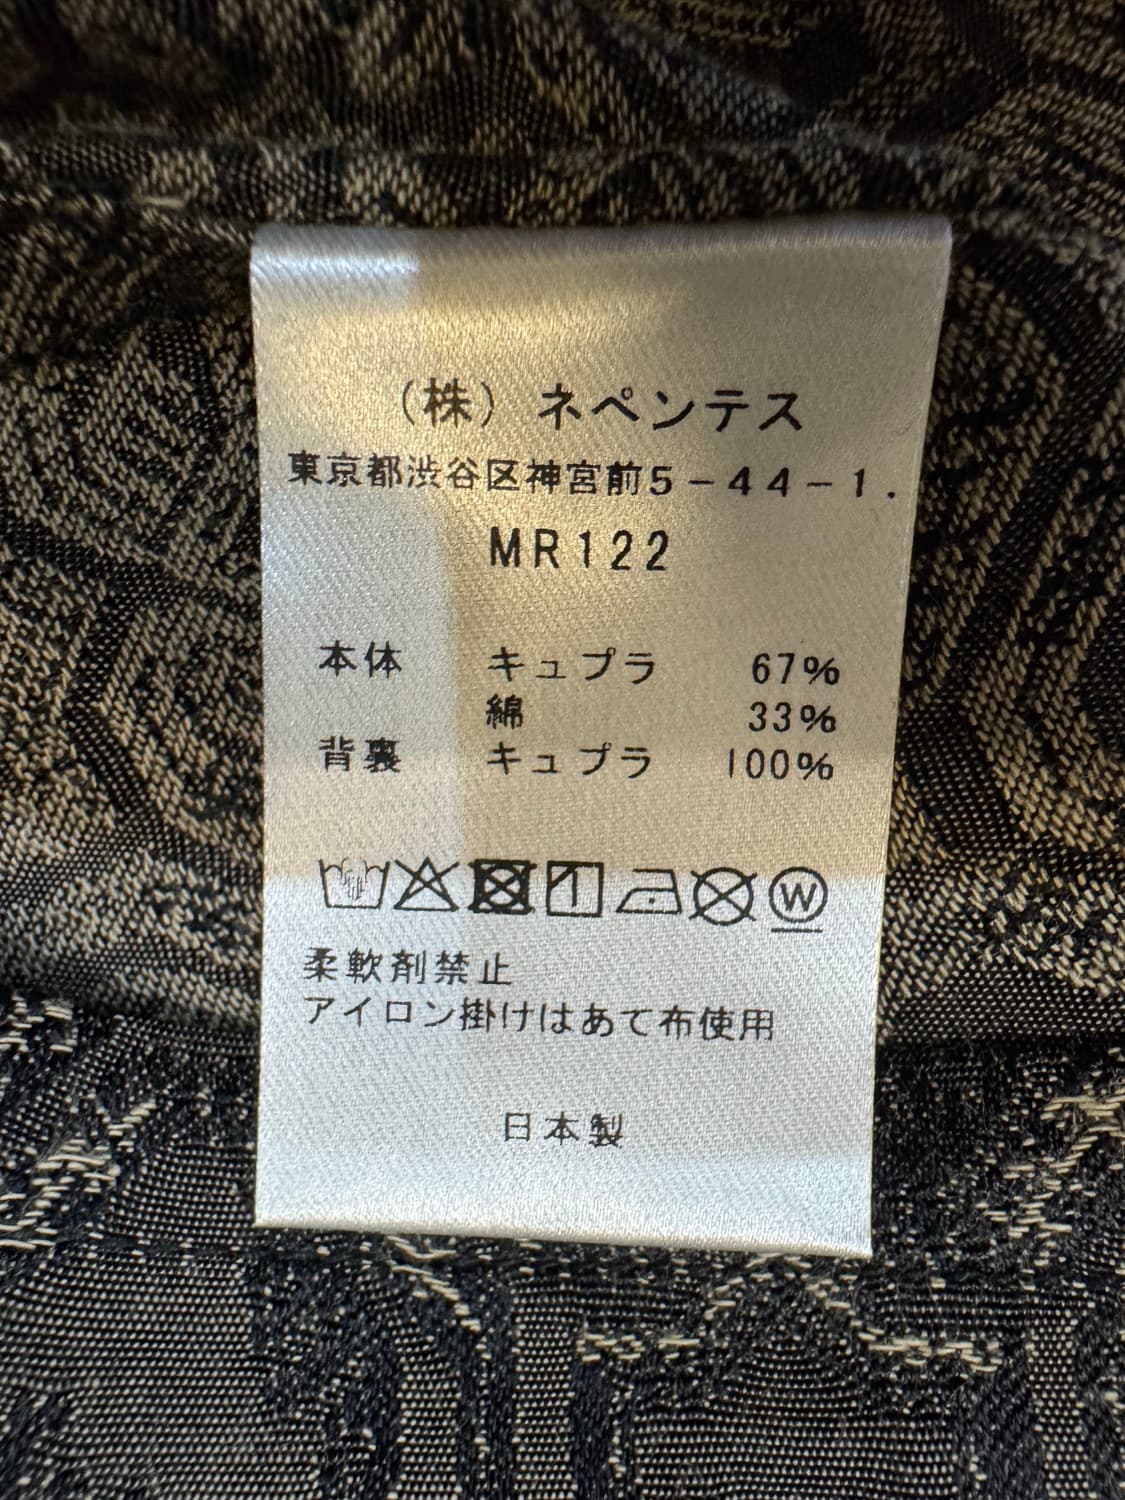 （株）ネペンテス
東京都渋谷区神宮前5－44－1．
MR122
本体 キュプラ 67%
綿 33%
背裏 キュプラ 100%
W
柔軟剤禁止
アイロン掛けはあて布使用
日本製